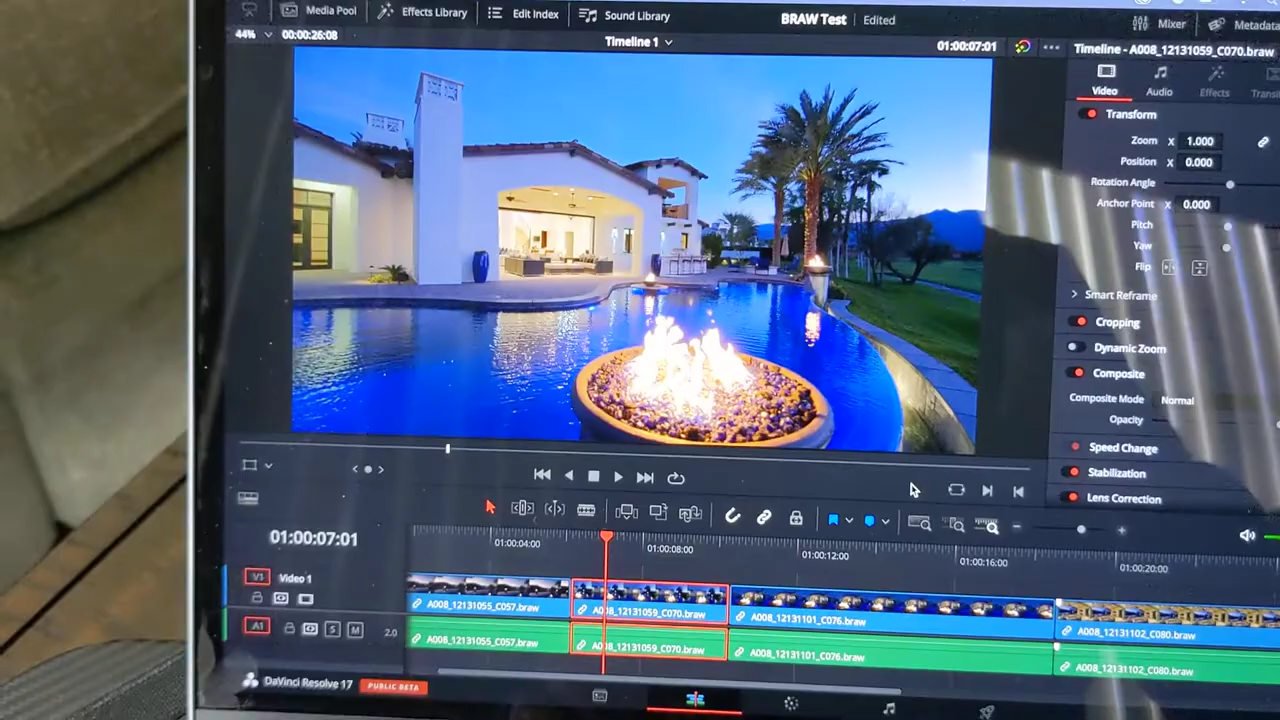 Media Pool
Effects Library
Edit Index
Sound Library
BRAW Test
Edited
Mixer
Metadata
44%
00:00:26:08
Timeline 1
01:00:07:01
Timeline - A008_12131059_C070.braw
Video
Audio
Effects
Transform
Zoom X 1.000
Position X 0.000
Rotation Angle
Anchor Point X 0.000
Pitch
Yaw
Flip
Smart Reframe
Cropping
Dynamic Zoom
Composite
Composite Mode Normal
Opacity
Speed Change
Stabilization
Lens Correction
01:00:07:01
01:00:04:00
01:00:08:00
01:00:12:00
01:00:16:00
01:00:20:00
V1 Video 1
A008_12131055_C057.braw
A008_12131059_C070.braw
A008_12131101_C076.braw
A008_12131102_C080.braw
A1 S M 2.0
A008_12131055_C057.braw
A008_12131059_C070.braw
A008_12131101_C076.braw
A008_12131102_C080.braw
DaVinci Resolve 17
PUBLIC BETA